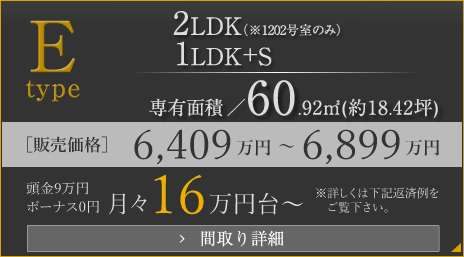 E
type
2LDK(※1202号室のみ)
1LDK+S
専有面積／60.92㎡(約18.42坪)
[販売価格] 6,409万円 ～ 6,899万円
頭金9万円
ボーナス0円
月々16万円台～
※詳しくは下記返済例を
ご覧下さい。
› 間取り詳細